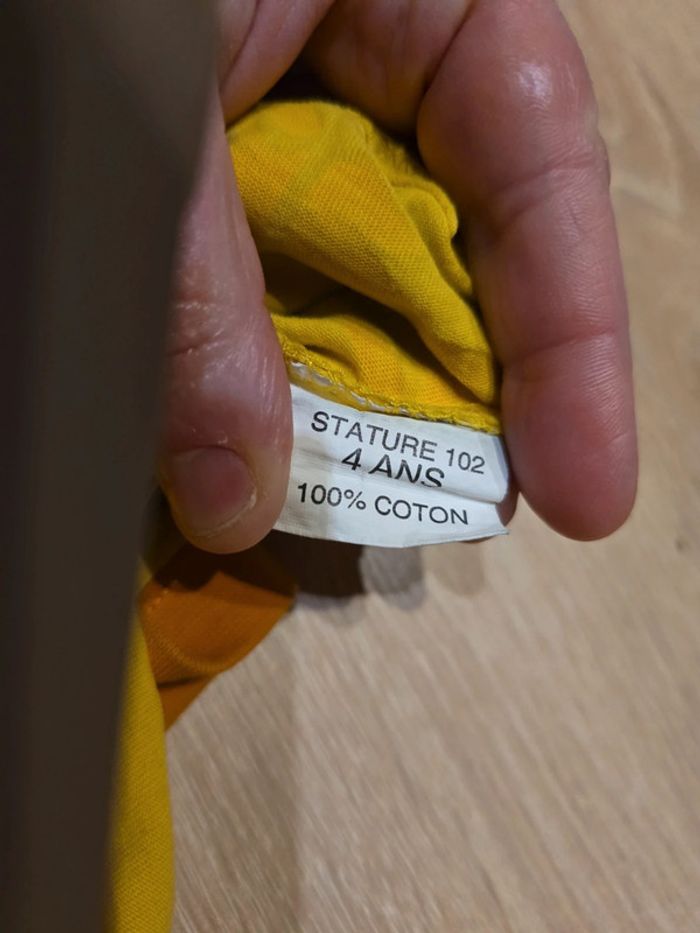 STATURE 102
4 ANS
100% COTON